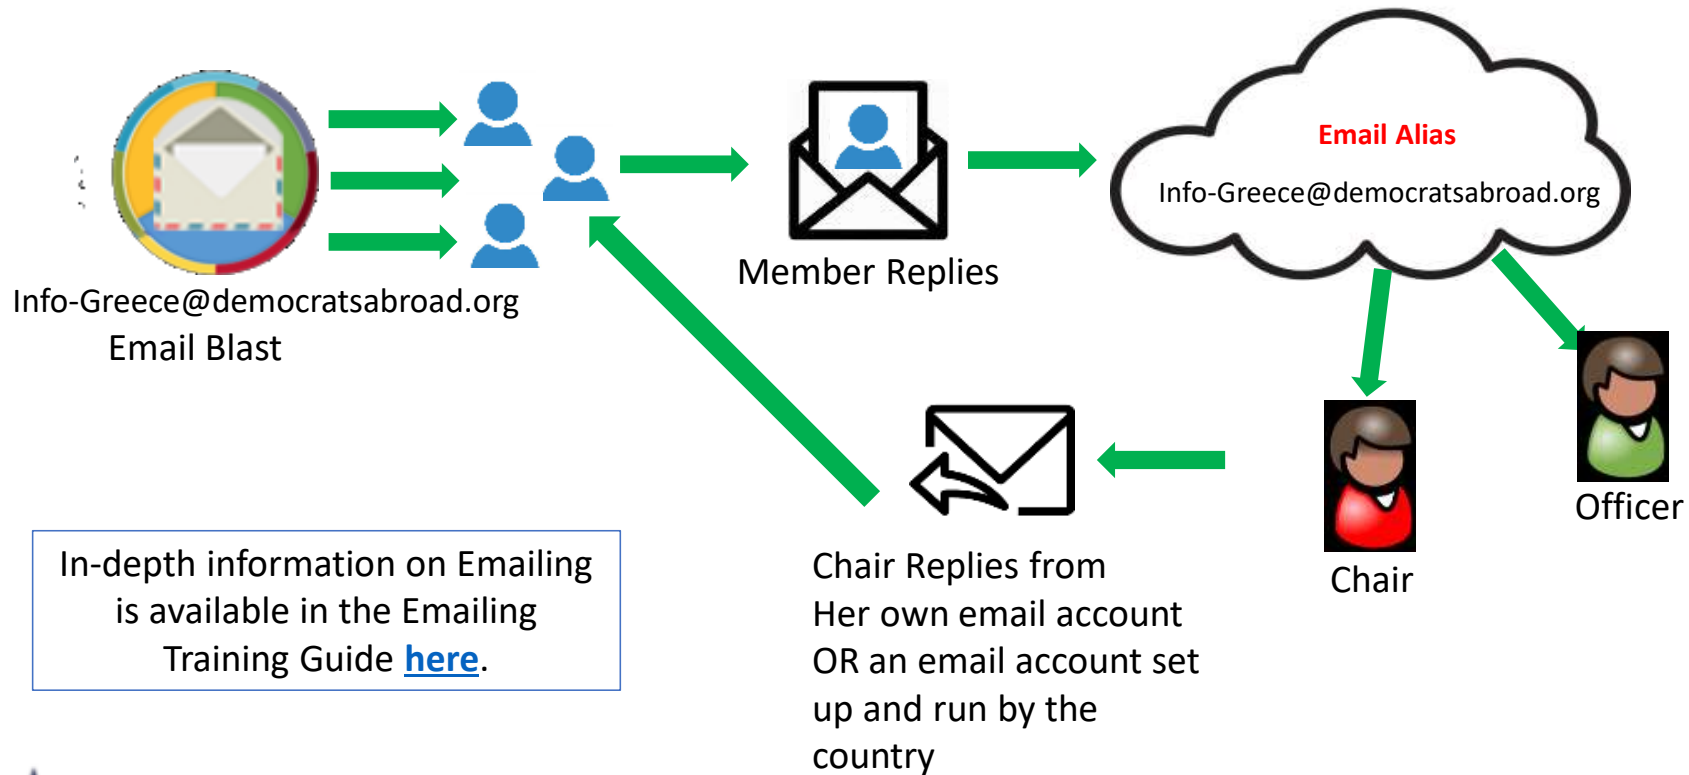 Info-Greece@democratsabroad.org
Email Blast
Member Replies
Email Alias
Info-Greece@democratsabroad.org
Officer
Chair
Chair Replies from
Her own email account
OR an email account set
up and run by the
country
In-depth information on Emailing
is available in the Emailing
Training Guide here.